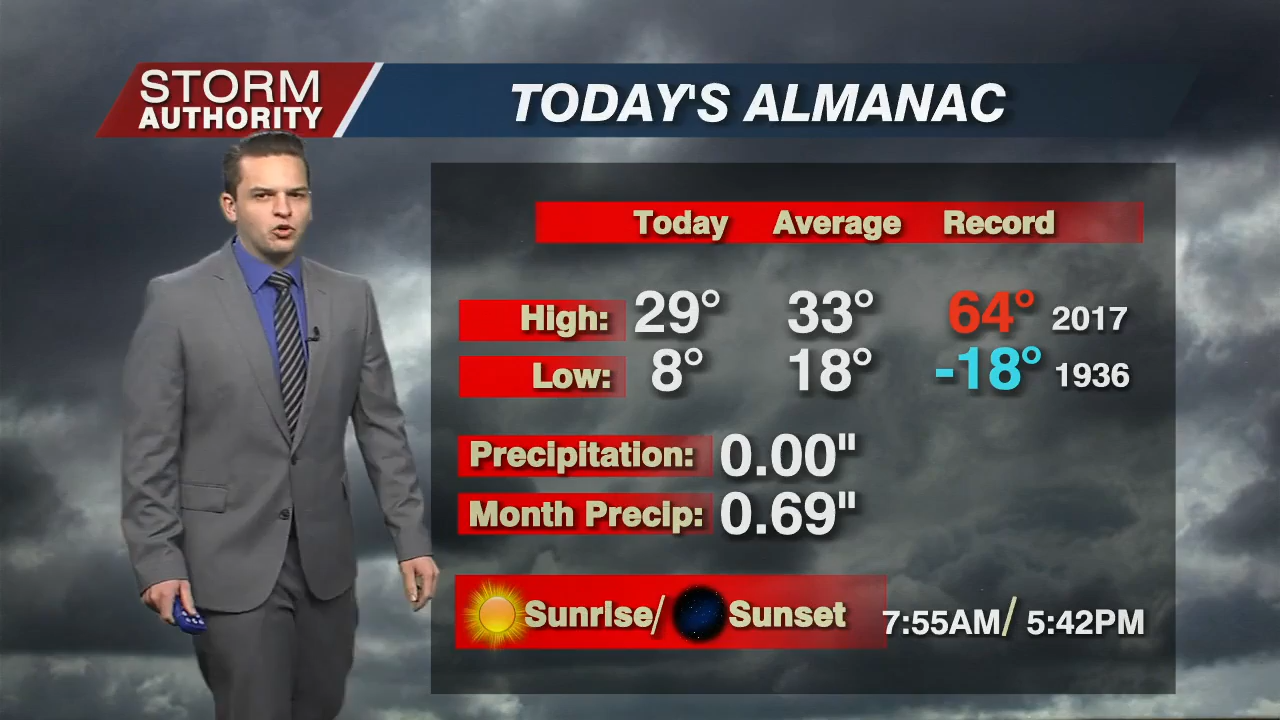 STORM
AUTHORITY
TODAY'S ALMANAC
Today Average Record
High: 29° 33° 64° 2017
Low: 8° 18° -18° 1936
Precipitation: 0.00"
Month Precip: 0.69"
Sunrise/ Sunset 7:55AM/ 5:42PM